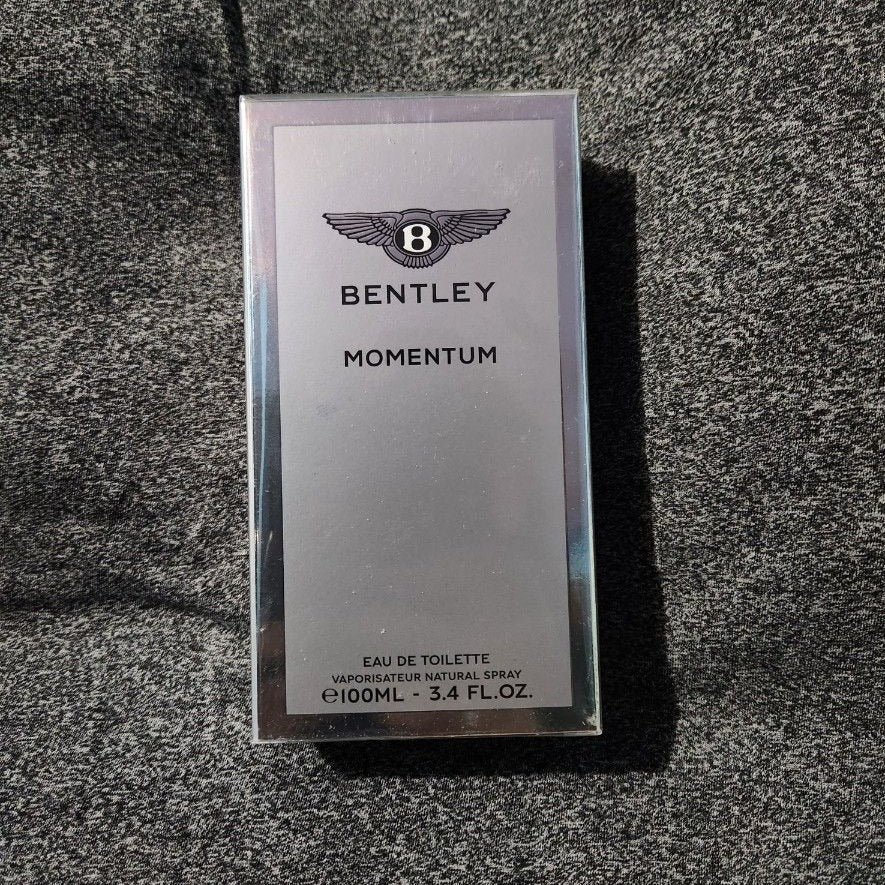 B
BENTLEY
MOMENTUM
EAU DE TOILETTE
VAPORISATEUR NATURAL SPRAY
℮100ML - 3.4 FL.OZ.